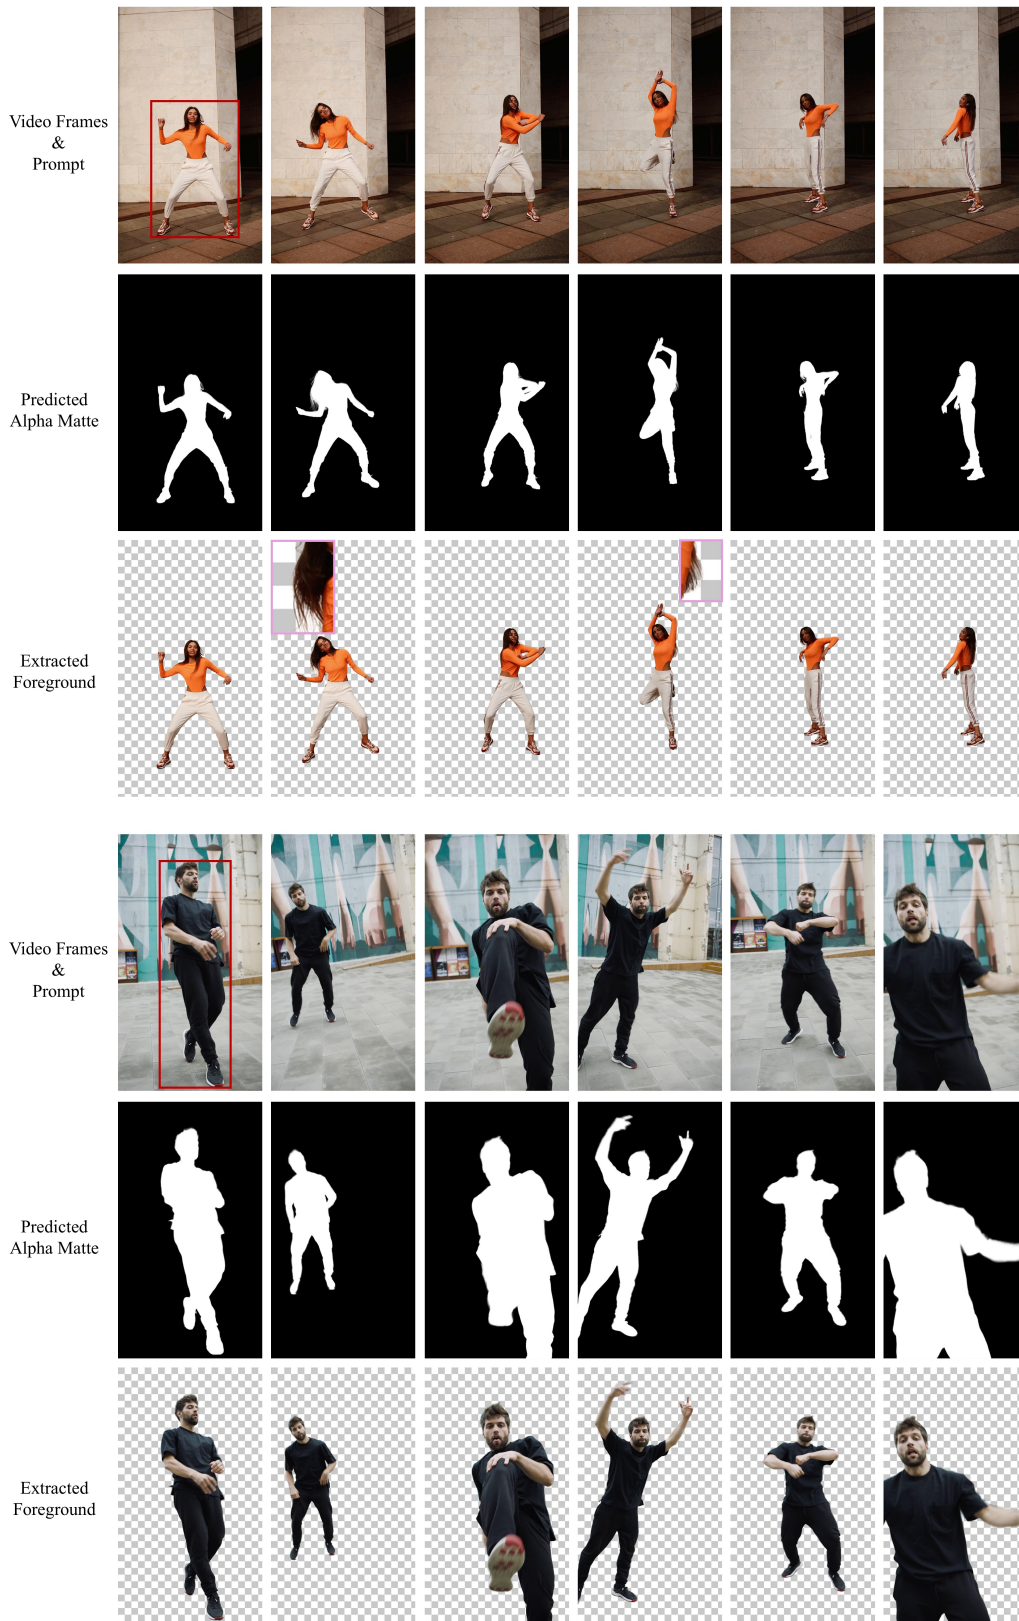 Video Frames
&
Prompt
Predicted
Alpha Matte
Extracted
Foreground
Video Frames
&
Prompt
Predicted
Alpha Matte
Extracted
Foreground